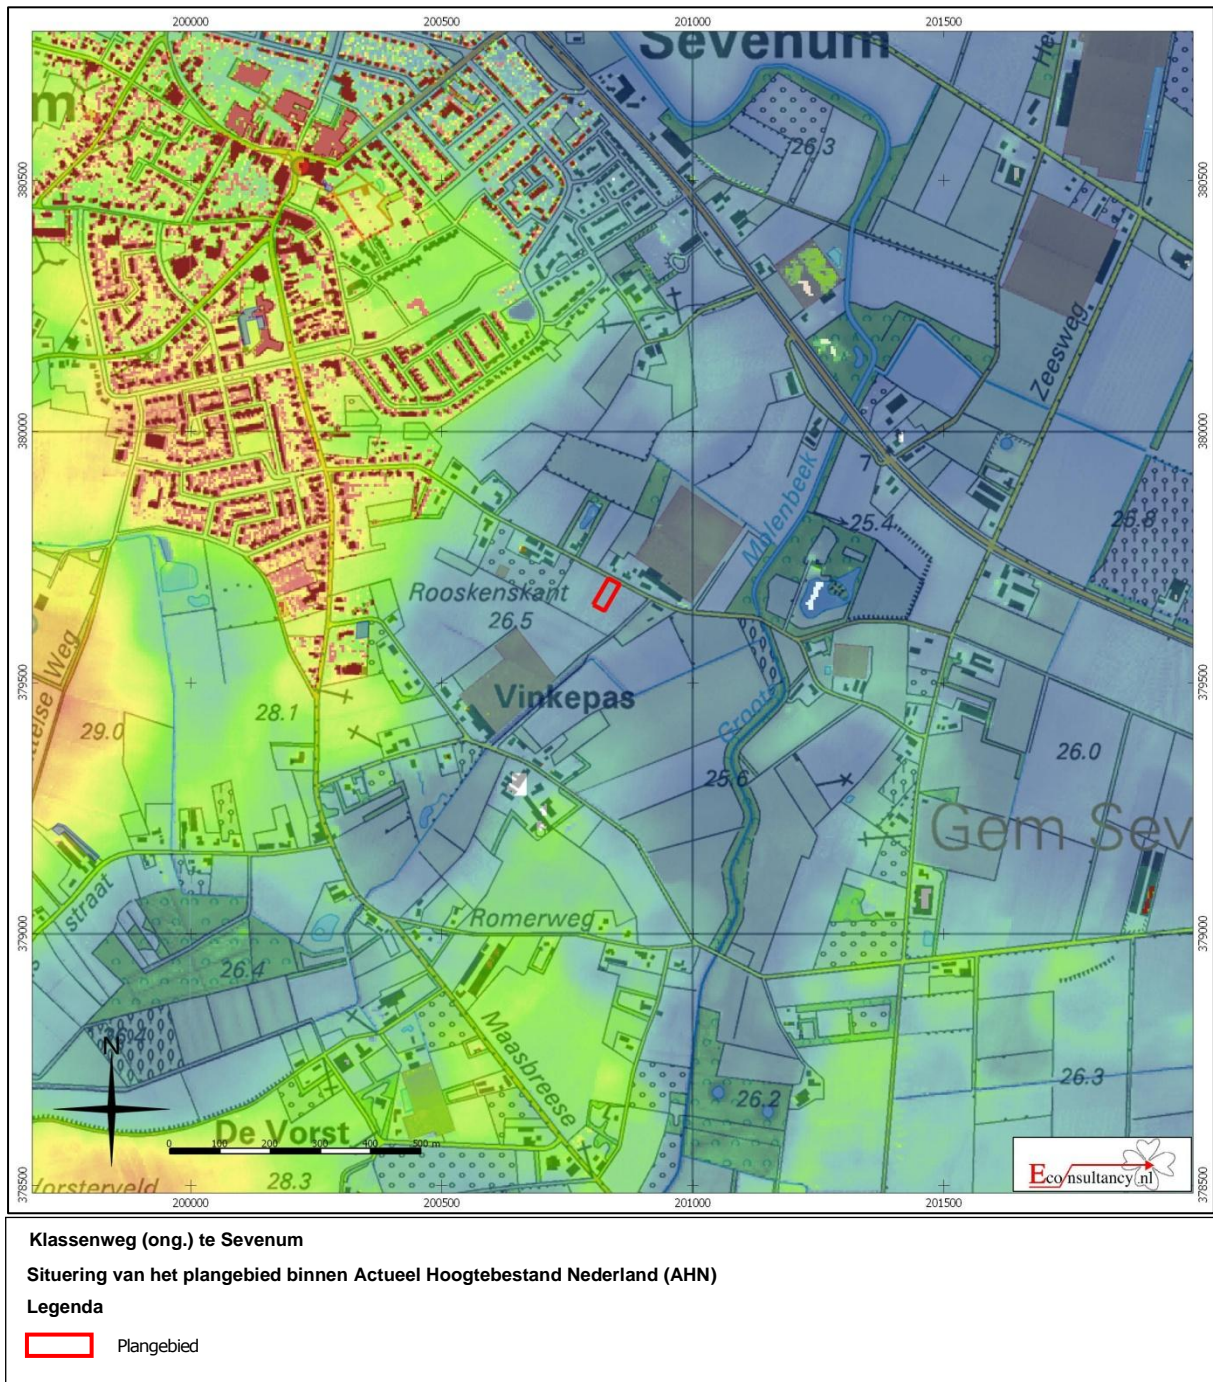 200000 200500 201000 201500
Sevenum
m
26.3
380500 380500
Zeesweg
380000 380000
7
Molenbeek
25.4
Rooskenskant
26.5
Weg
379500 379500
Vinkepas
Groote
28.1
29.0
26.0
25.6
Gem Sev
straat
Romerweg
379000 379000
26.4
Maasbreese
26.3
26.2
N
De Vorst
0 100 200 300 400 500 m
28.3
Vorsterveld
Econsultancy.nl
378500 378500
200000 200500 201000 201500
Klassenweg (ong.) te Sevenum
Situering van het plangebied binnen Actueel Hoogtebestand Nederland (AHN)
Legenda
Plangebied